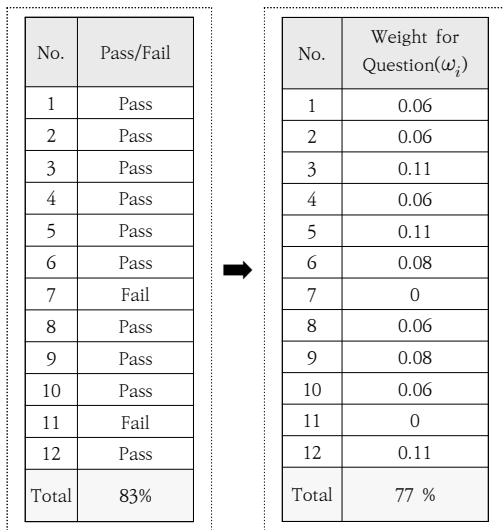 No. Pass/Fail
1 Pass
2 Pass
3 Pass
4 Pass
5 Pass
6 Pass
7 Fail
8 Pass
9 Pass
10 Pass
11 Fail
12 Pass
Total 83%
No. Weight for
Question(ω_i)
1 0.06
2 0.06
3 0.11
4 0.06
5 0.11
6 0.08
7 0
8 0.06
9 0.08
10 0.06
11 0
12 0.11
Total 77 %